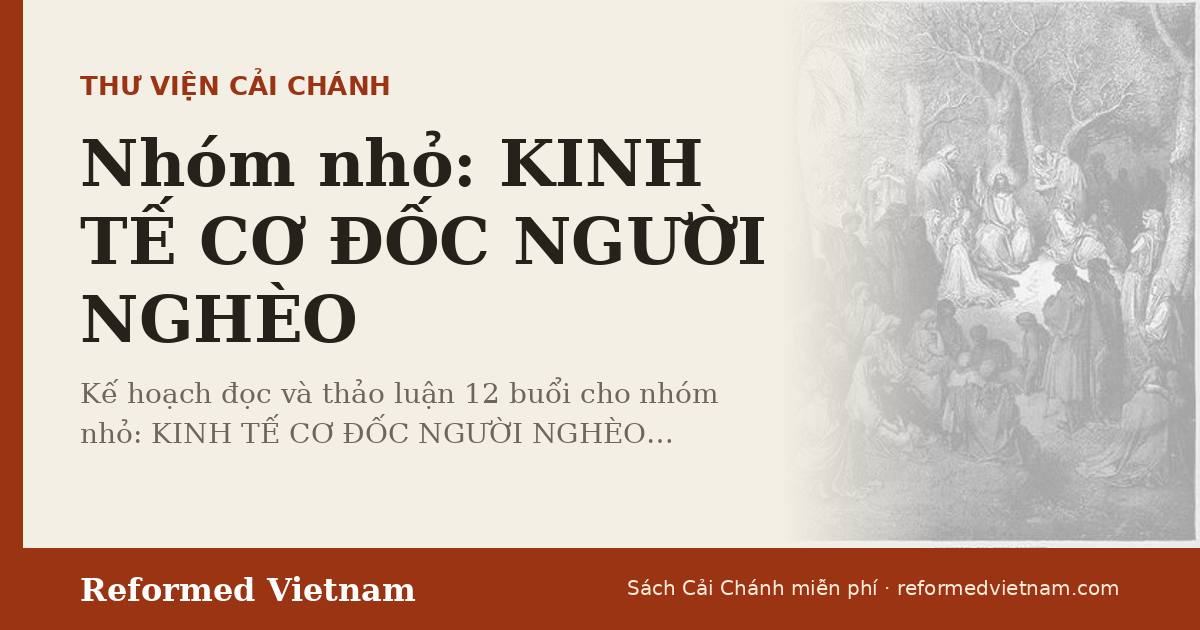 THƯ VIỆN CẢI CHÁNH
Nhóm nhỏ: KINH
TẾ CƠ ĐỐC NGƯỜI
NGHÈO
Kế hoạch đọc và thảo luận 12 buổi cho nhóm
nhỏ: KINH TẾ CƠ ĐỐC NGƯỜI NGHÈO...
Reformed Vietnam
Sách Cải Chánh miễn phí · reformedvietnam.com